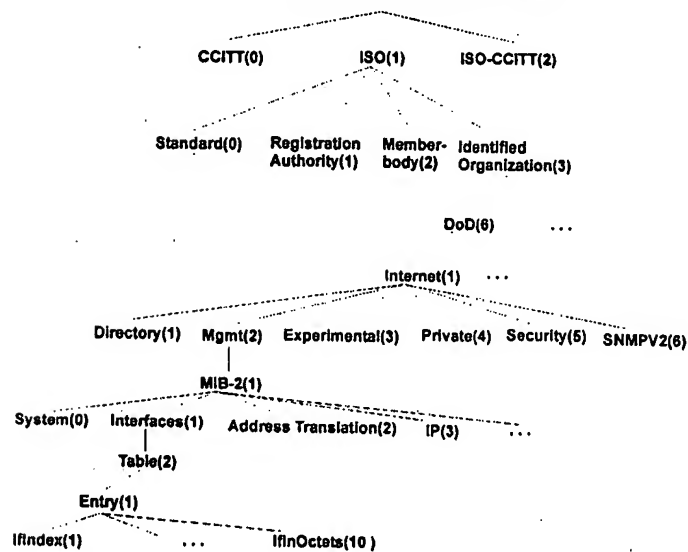 CCITT(0) ISO(1) ISO-CCITT(2)
Standard(0) Registration Authority(1) Member-body(2) Identified Organization(3)
DoD(6) ...
Internet(1) ...
Directory(1) Mgmt(2) Experimental(3) Private(4) Security(5) SNMPV2(6)
MIB-2(1)
System(0) Interfaces(1) Address Translation(2) IP(3) ...
Table(2)
Entry(1)
IfIndex(1) ... IfInOctets(10 )